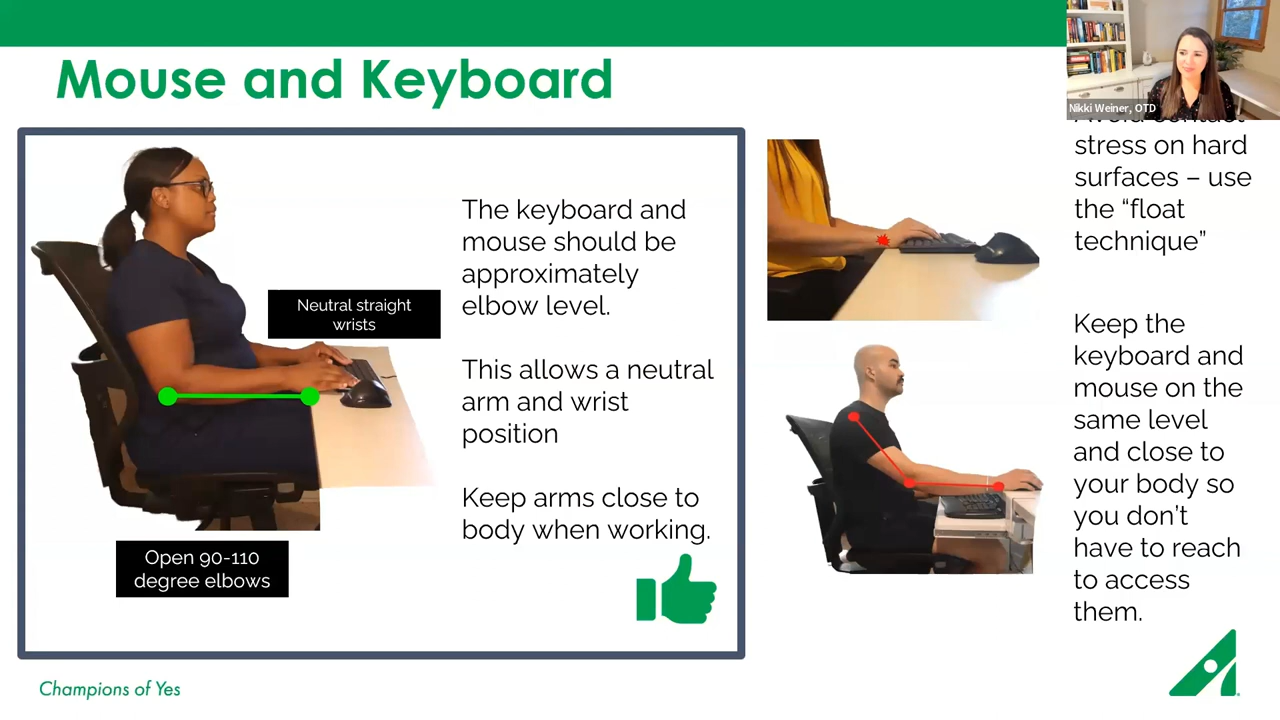 Mouse and Keyboard
Nikki Weiner, OTD
Neutral straight
wrists
Open 90-110
degree elbows
The keyboard and
mouse should be
approximately
elbow level.
This allows a neutral
arm and wrist
position
Keep arms close to
body when working.
stress on hard
surfaces – use
the “float
technique”
Keep the
keyboard and
mouse on the
same level
and close to
your body so
you don’t
have to reach
to access
them.
Champions of Yes